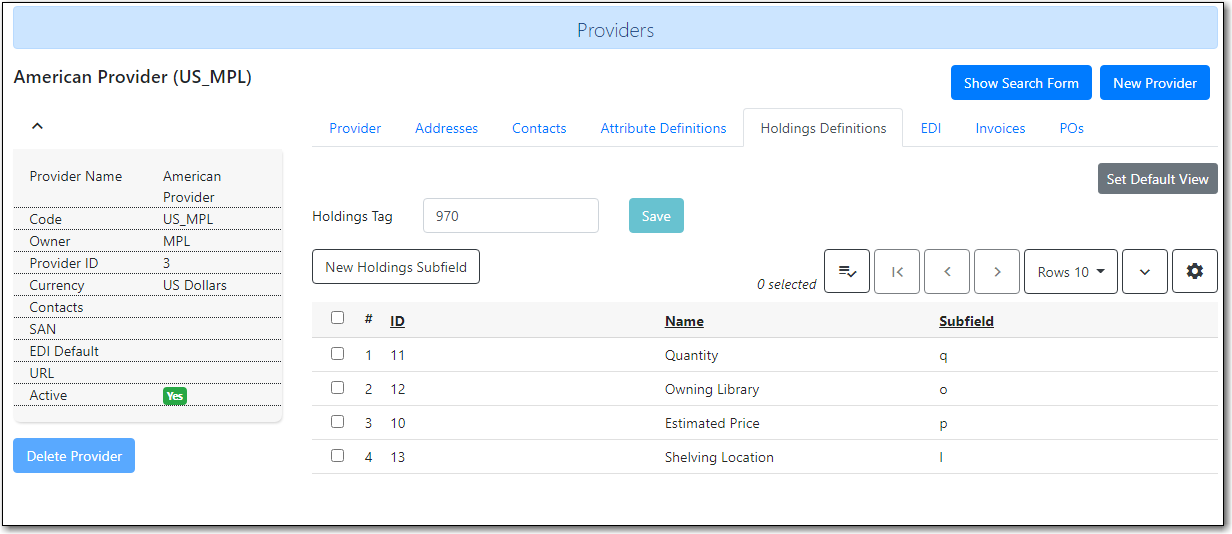 Providers
American Provider (US_MPL)
Show Search Form New Provider
Provider Addresses Contacts Attribute Definitions Holdings Definitions EDI Invoices POs
Provider Name American Provider
Code US_MPL
Owner MPL
Provider ID 3
Currency US Dollars
Contacts
SAN
EDI Default
URL
Active Yes
Delete Provider
Set Default View
Holdings Tag 970 Save
New Holdings Subfield
0 selected Rows 10
# ID Name Subfield
1 11 Quantity q
2 12 Owning Library o
3 10 Estimated Price p
4 13 Shelving Location l